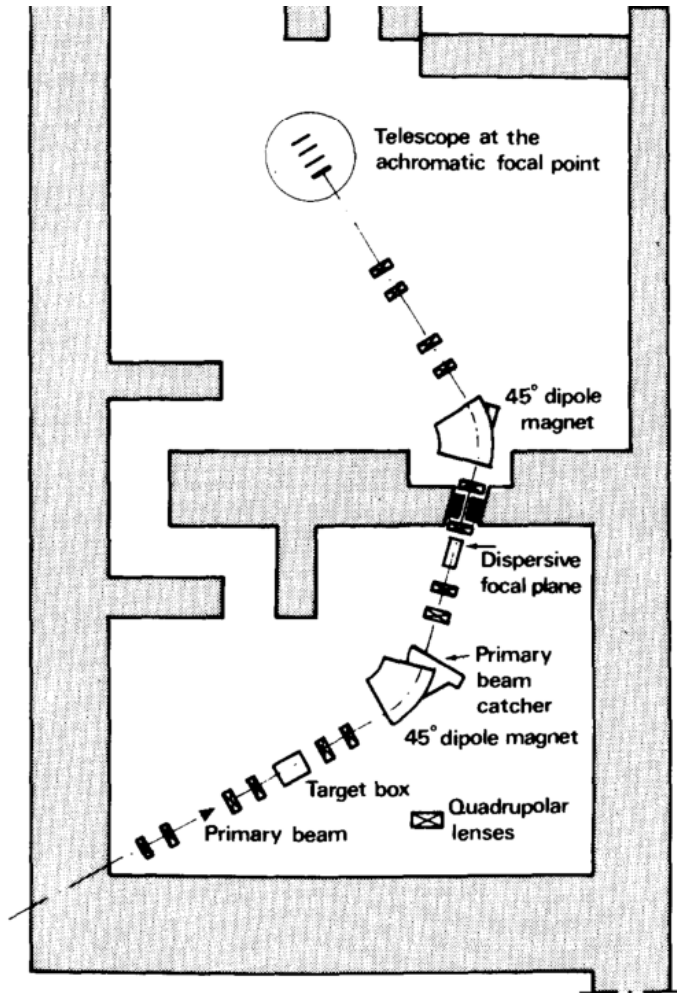 Telescope at the
achromatic focal point
45° dipole
magnet
Dispersive
focal plane
Primary
beam
catcher
45° dipole magnet
Target box
Primary beam
Quadrupolar
lenses